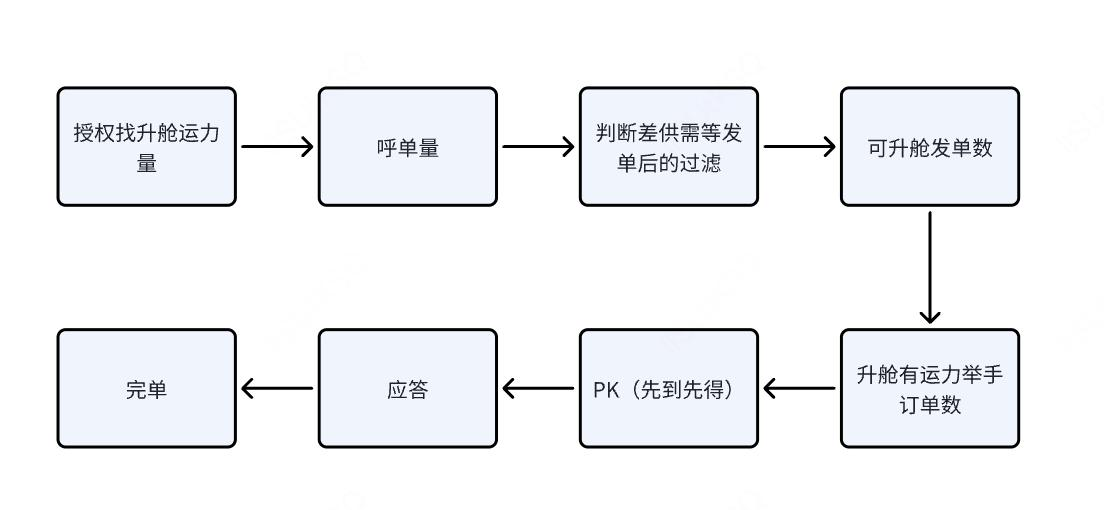 授权找升舱运力
量
呼单量
判断差供需等发
单后的过滤
可升舱发单数
升舱有运力举手
订单数
PK（先到先得）
应答
完单